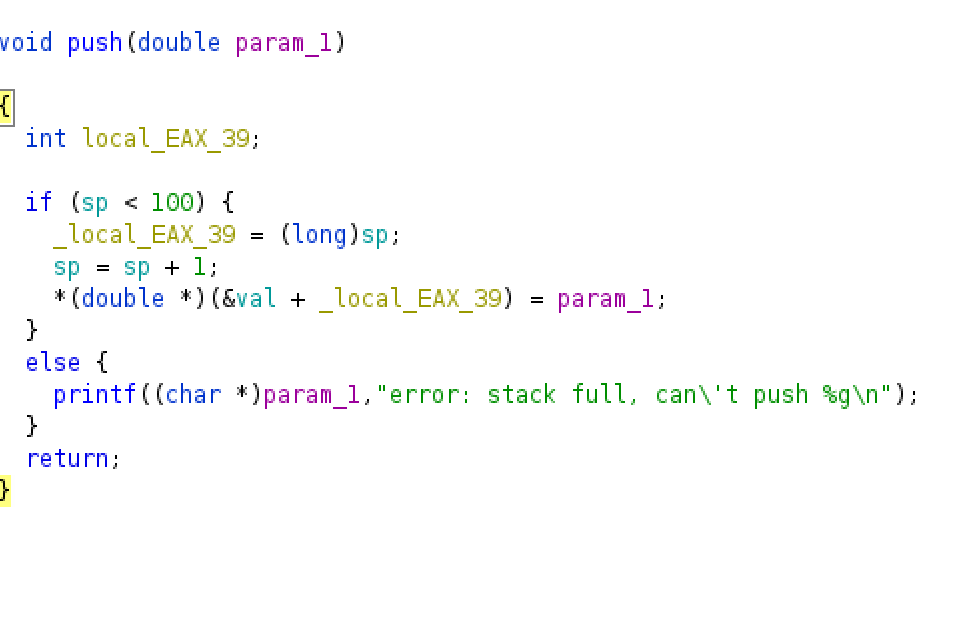 void push(double param_1)
{
int local_EAX_39;
if (sp < 100) {
_local_EAX_39 = (long)sp;
sp = sp + 1;
*(double *)(&val + _local_EAX_39) = param_1;
}
else {
printf((char *)param_1,"error: stack full, can\'t push %g\n");
}
return;
}